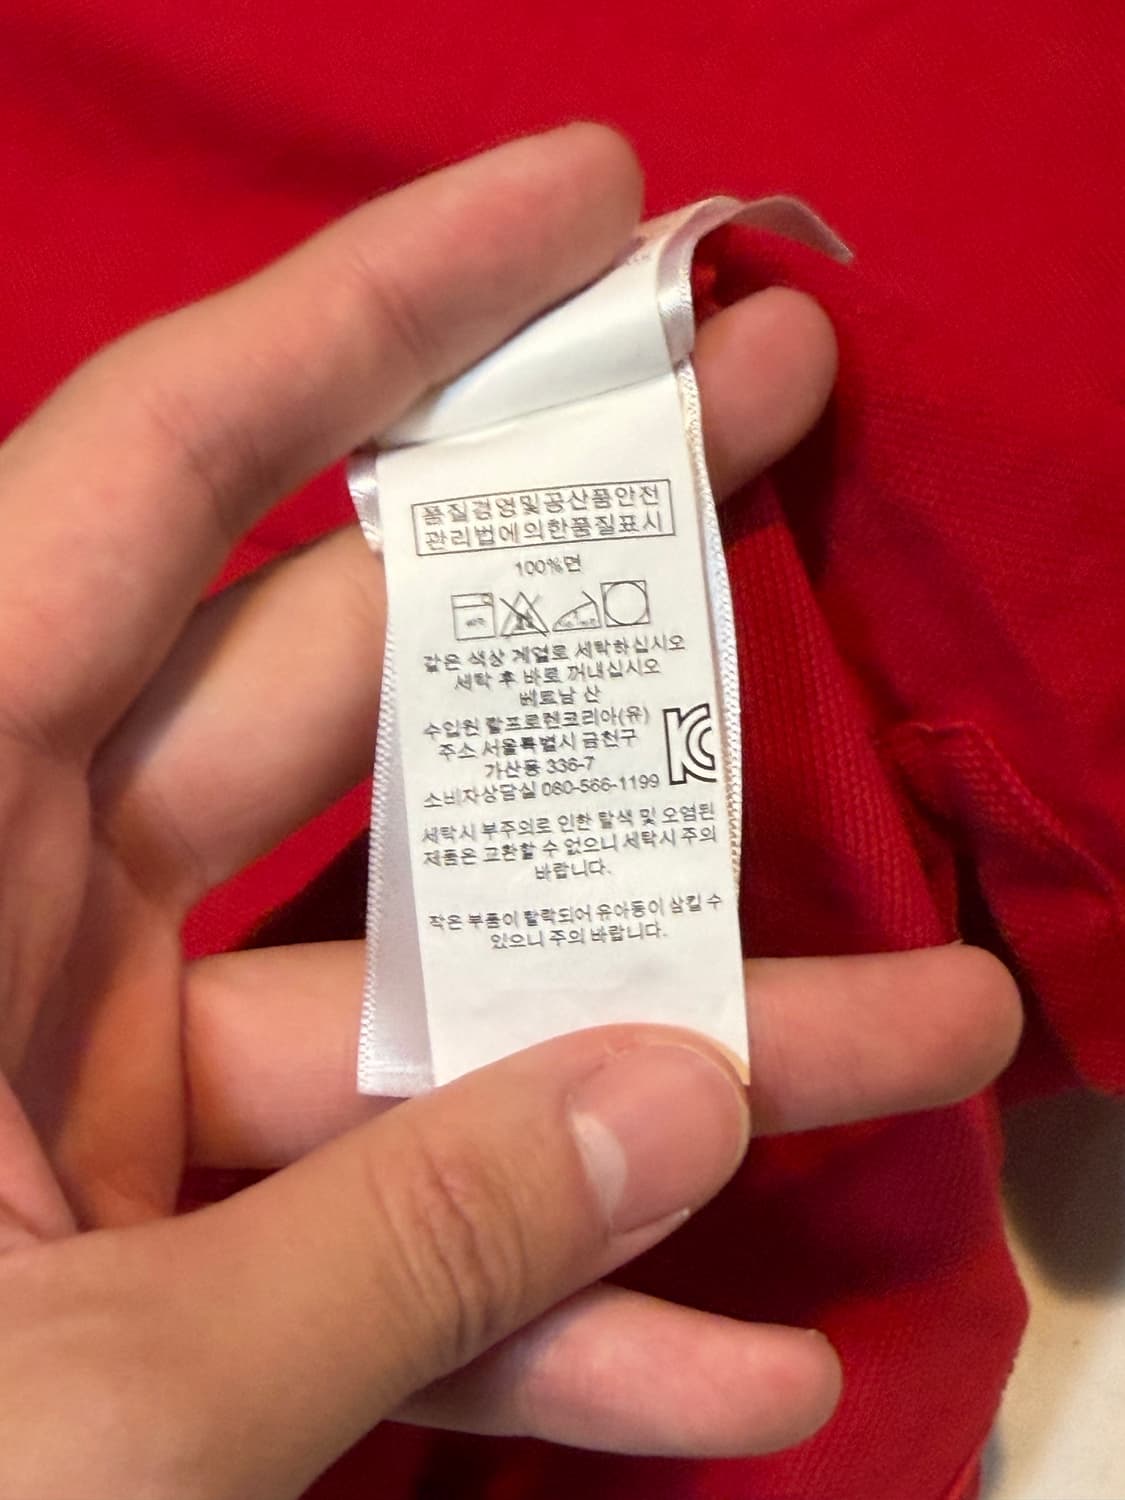 품질경영및공산품안전
관리법에의한품질표시
100%면
같은 색상 계열로 세탁하십시오
세탁 후 바로 꺼내십시오
베트남 산
수입원 랄프로렌코리아(유)
주소 서울특별시 금천구
가산동 336-7
소비자상담실 080-566-1199
세탁시 부주의로 인한 탈색 및 오염된
제품은 교환할 수 없으니 세탁시 주의
바랍니다.
작은 부품이 탈락되어 유아동이 삼킬 수
있으니 주의 바랍니다.